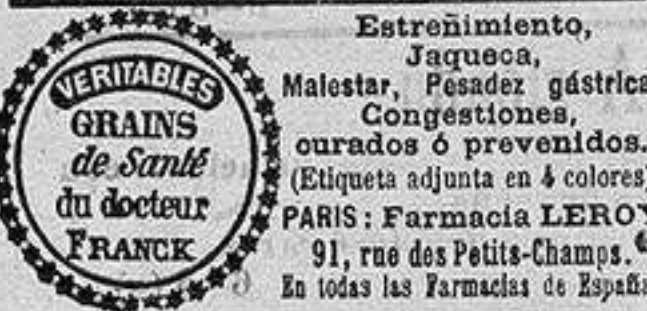 VERITABLES
GRAINS
de Santé
du docteur
FRANCK
Estreñimiento,
Jaqueca,
Malestar, Pesadez gástrica
Congestiones,
curados ó prevenidos.
(Etiqueta adjunta en 4 colores)
PARIS: Farmacia LEROY
91, rue des Petits-Champs.
En todas las Farmacias de España